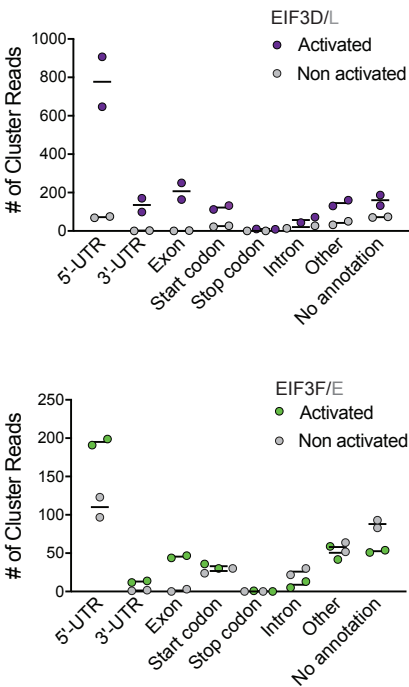 EIF3D/L
Activated
Non activated
# of Cluster Reads
1000
800
600
400
200
0
5'-UTR
3'-UTR
Exon
Start codon
Stop codon
Intron
Other
No annotation
EIF3F/E
Activated
Non activated
# of Cluster Reads
250
200
150
100
50
0
5'-UTR
3'-UTR
Exon
Start codon
Stop codon
Intron
Other
No annotation